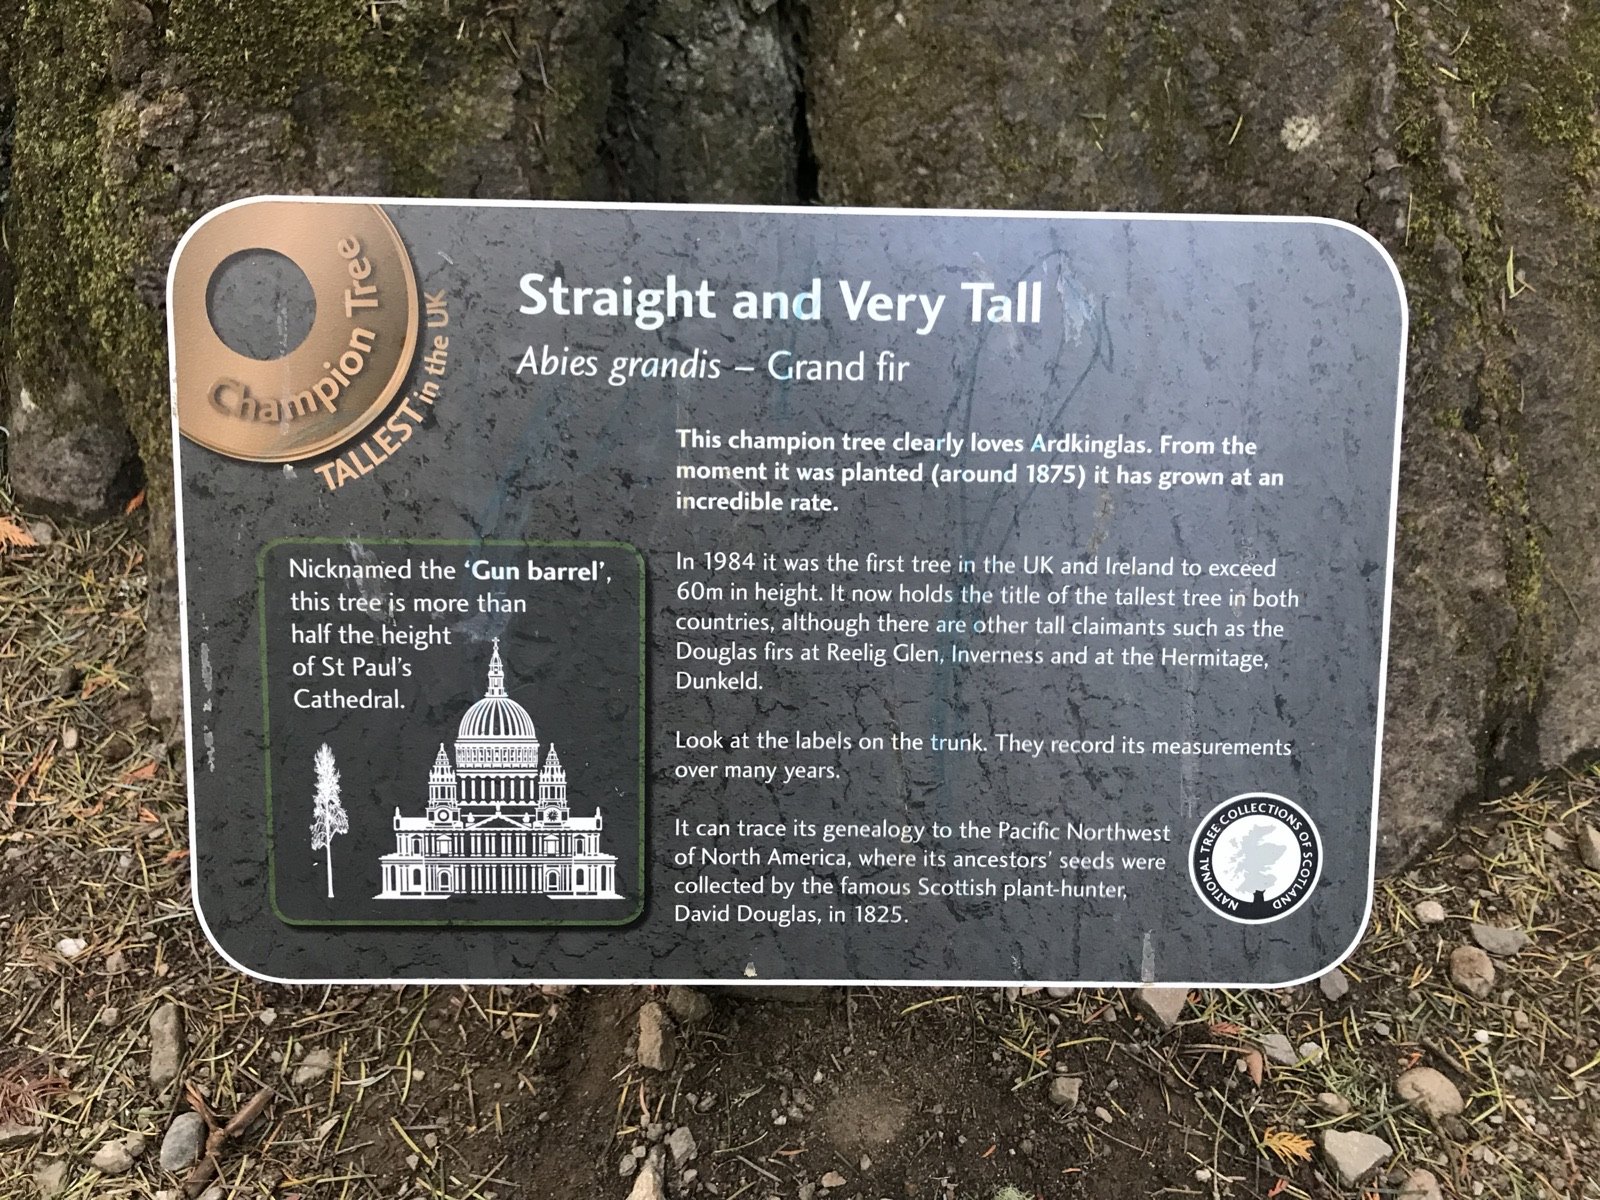 Champion Tree
TALLEST in the UK
Straight and Very Tall
Abies grandis – Grand fir
This champion tree clearly loves Ardkinglas. From the
moment it was planted (around 1875) it has grown at an
incredible rate.
Nicknamed the ‘Gun barrel’,
this tree is more than
half the height
of St Paul’s
Cathedral.
In 1984 it was the first tree in the UK and Ireland to exceed
60m in height. It now holds the title of the tallest tree in both
countries, although there are other tall claimants such as the
Douglas firs at Reelig Glen, Inverness and at the Hermitage,
Dunkeld.
Look at the labels on the trunk. They record its measurements
over many years.
It can trace its genealogy to the Pacific Northwest
of North America, where its ancestors’ seeds were
collected by the famous Scottish plant-hunter,
David Douglas, in 1825.
NATIONAL TREE COLLECTIONS OF SCOTLAND